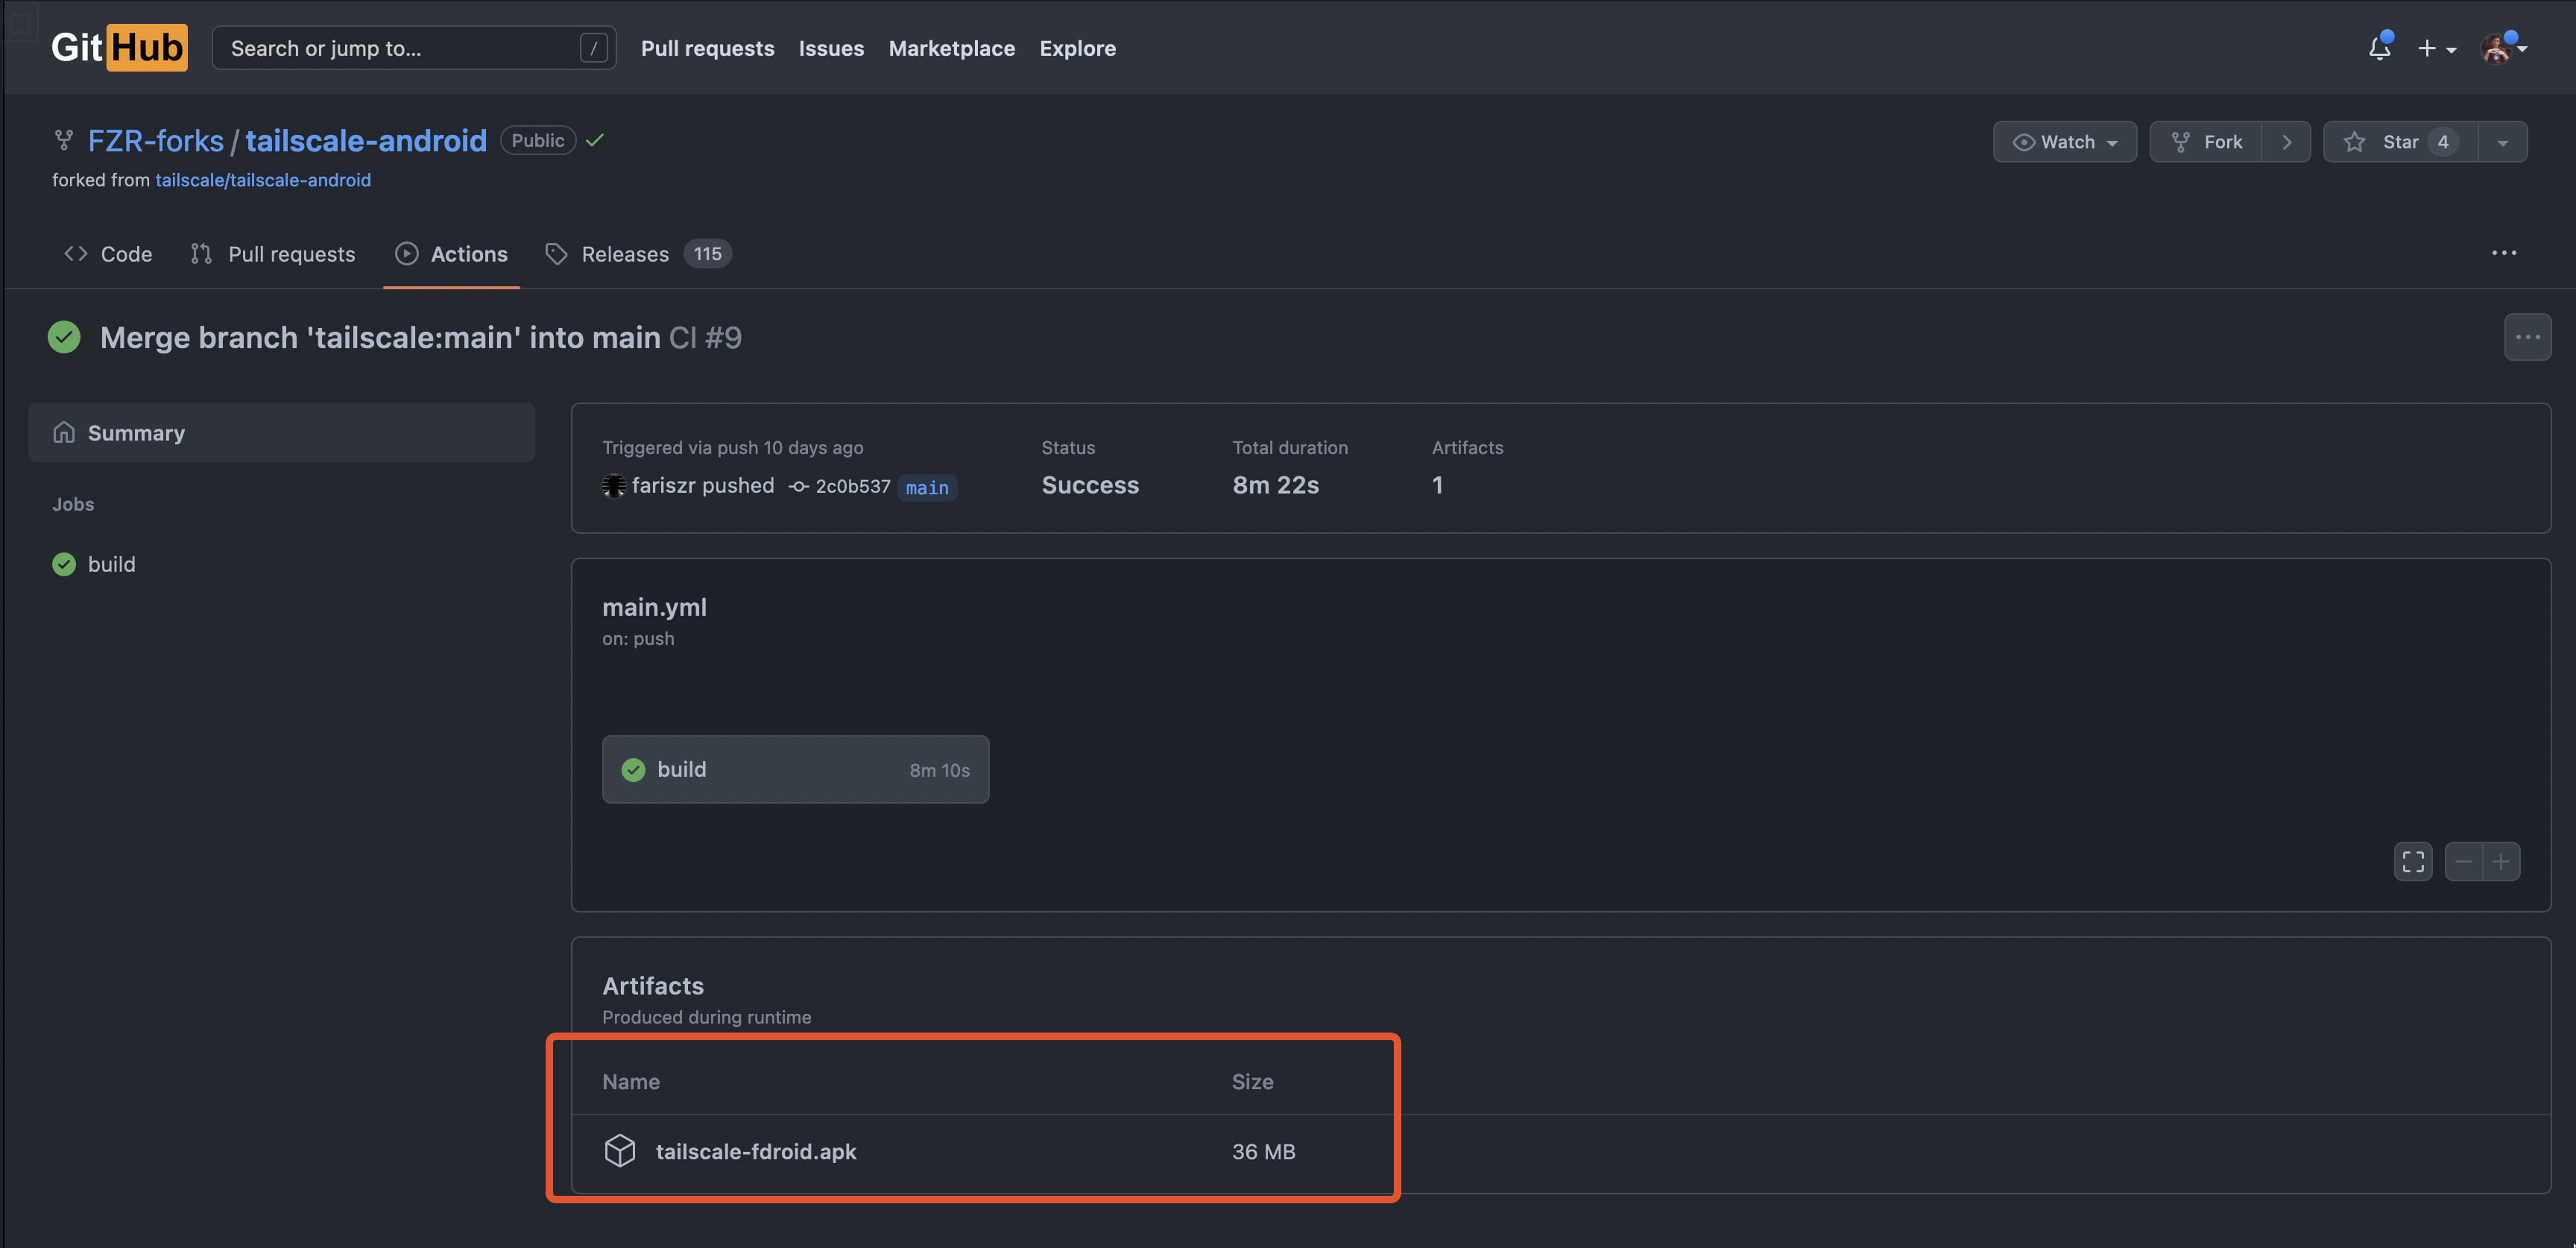 GitHub Search or jump to... / Pull requests Issues Marketplace Explore
FZR-forks / tailscale-android Public Watch Fork Star 4
forked from tailscale/tailscale-android
Code Pull requests Actions Releases 115
Merge branch 'tailscale:main' into main CI #9
Summary
Jobs
build
Triggered via push 10 days ago Status Total duration Artifacts
fariszr pushed 2c0b537 main Success 8m 22s 1
main.yml
on: push
build 8m 10s
Artifacts
Produced during runtime
Name Size
tailscale-fdroid.apk 36 MB